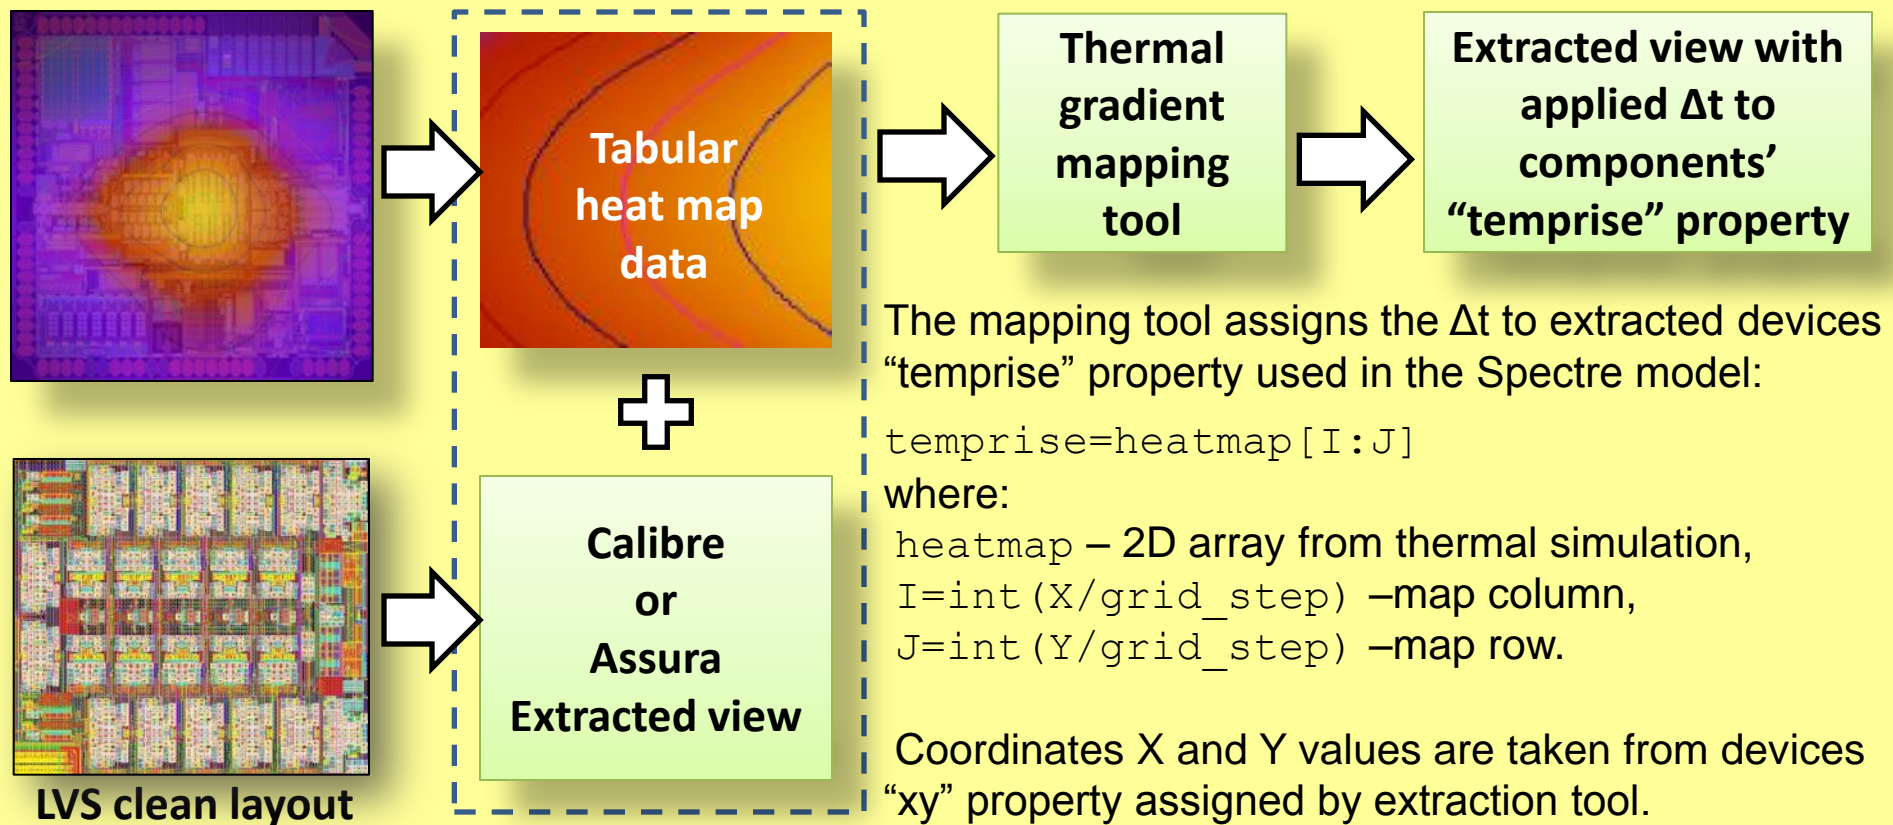 Tabular
heat map
data
Thermal
gradient
mapping
tool
Extracted view with
applied Δt to
components’
“temprise” property
Calibre
or
Assura
Extracted view
LVS clean layout
The mapping tool assigns the Δt to extracted devices
“temprise” property used in the Spectre model:
temprise=heatmap[I:J]
where:
heatmap – 2D array from thermal simulation,
I=int(X/grid_step) –map column,
J=int(Y/grid_step) –map row.
Coordinates X and Y values are taken from devices
“xy” property assigned by extraction tool.